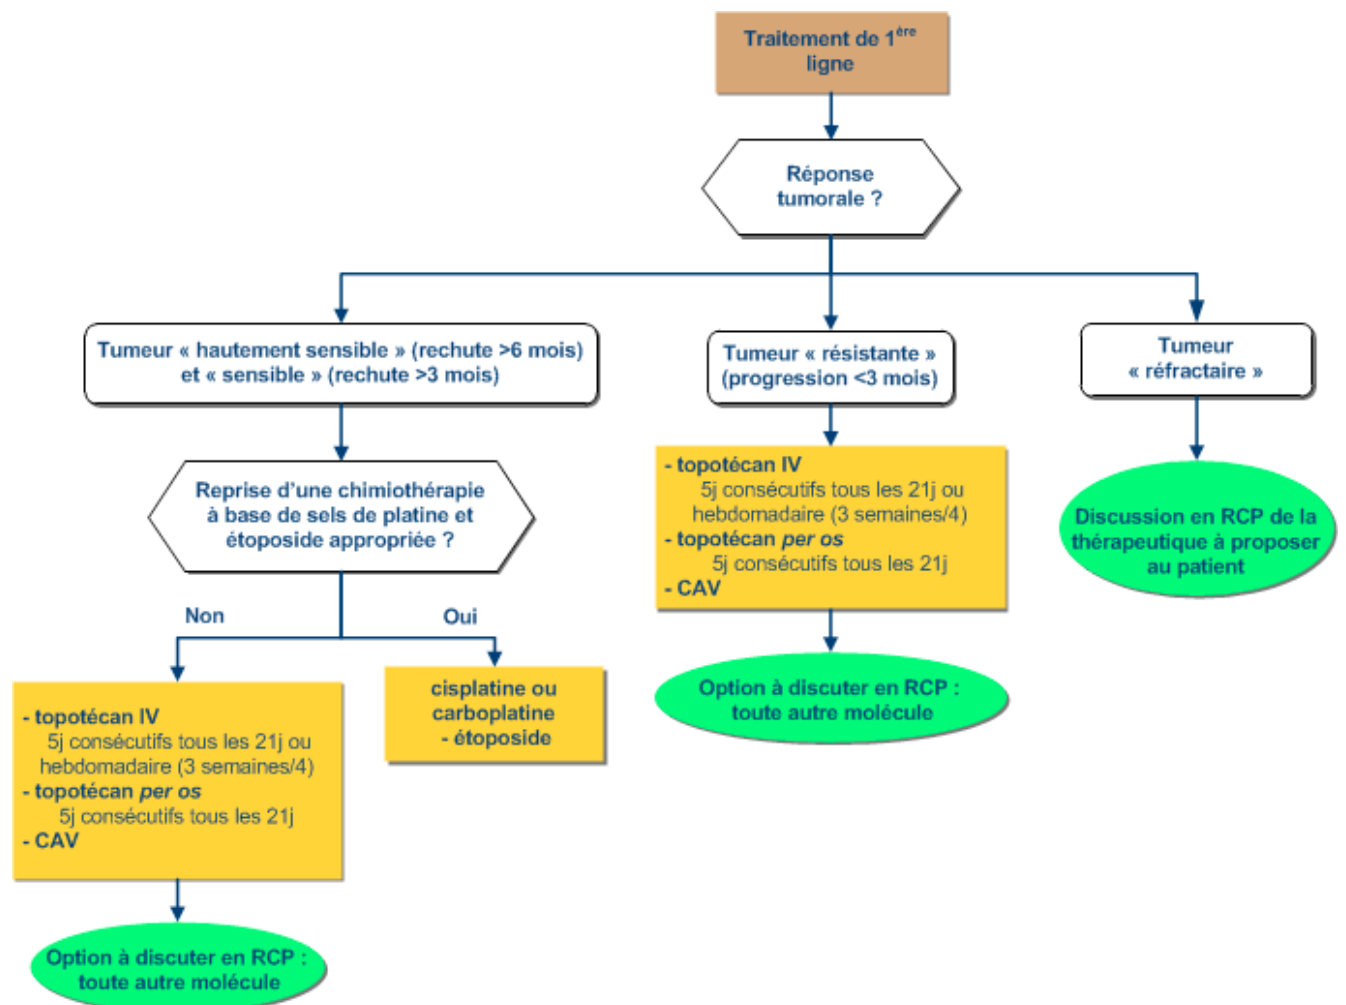 Traitement de 1ère
ligne
Réponse
tumorale ?
Tumeur « hautement sensible » (rechute >6 mois)
et « sensible » (rechute >3 mois)
Tumeur « résistante »
(progression <3 mois)
Tumeur
« réfractaire »
Reprise d’une chimiothérapie
à base de sels de platine et
étoposide appropriée ?
- topotécan IV
5j consécutifs tous les 21j ou
hebdomadaire (3 semaines/4)
- topotécan per os
5j consécutifs tous les 21j
- CAV
Discussion en RCP de la
thérapeutique à proposer
au patient
Non
Oui
- topotécan IV
5j consécutifs tous les 21j ou
hebdomadaire (3 semaines/4)
- topotécan per os
5j consécutifs tous les 21j
- CAV
cisplatine ou
carboplatine
- étoposide
Option à discuter en RCP :
toute autre molécule
Option à discuter en RCP :
toute autre molécule